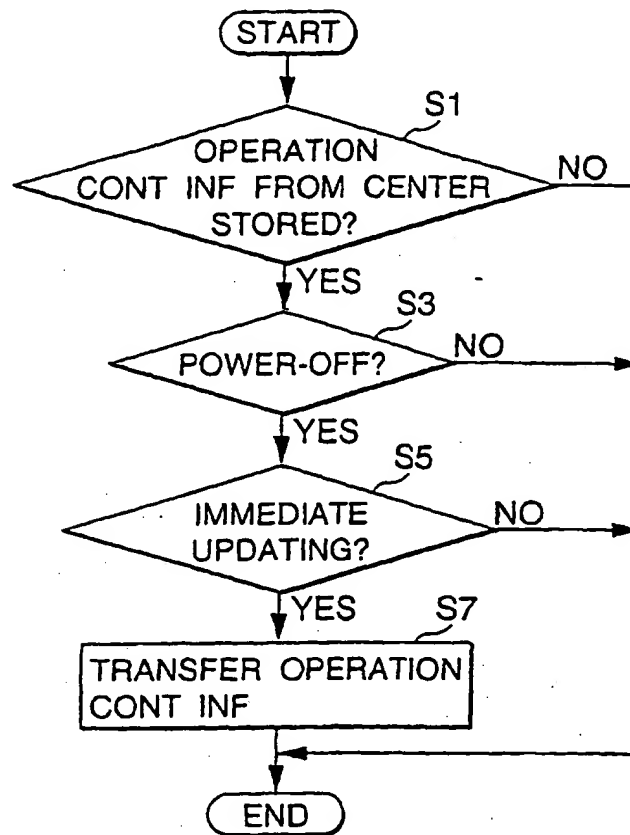 START
S1
OPERATION
CONT INF FROM CENTER
STORED?
NO
YES
S3
POWER-OFF?
NO
YES
S5
IMMEDIATE
UPDATING?
NO
YES
S7
TRANSFER OPERATION
CONT INF
END